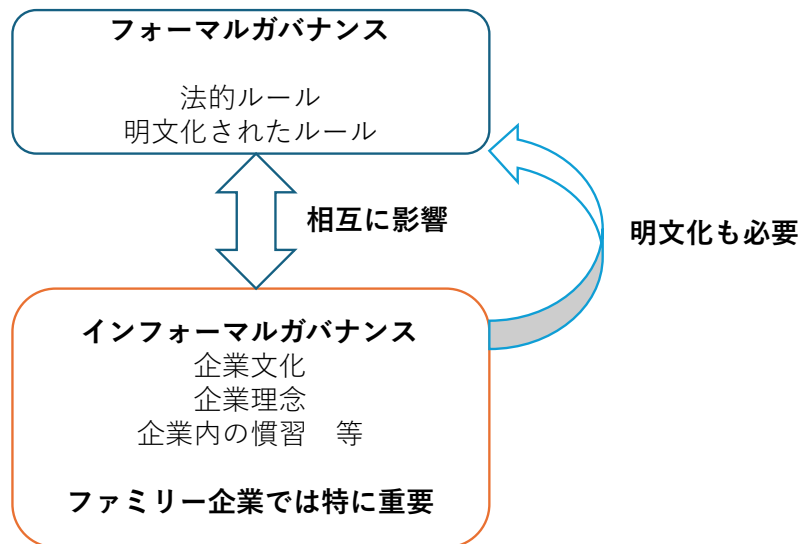 フォーマルガバナンス
法的ルール
明文化されたルール
相互に影響
明文化も必要
インフォーマルガバナンス
企業文化
企業理念
企業内の慣習　等
ファミリー企業では特に重要